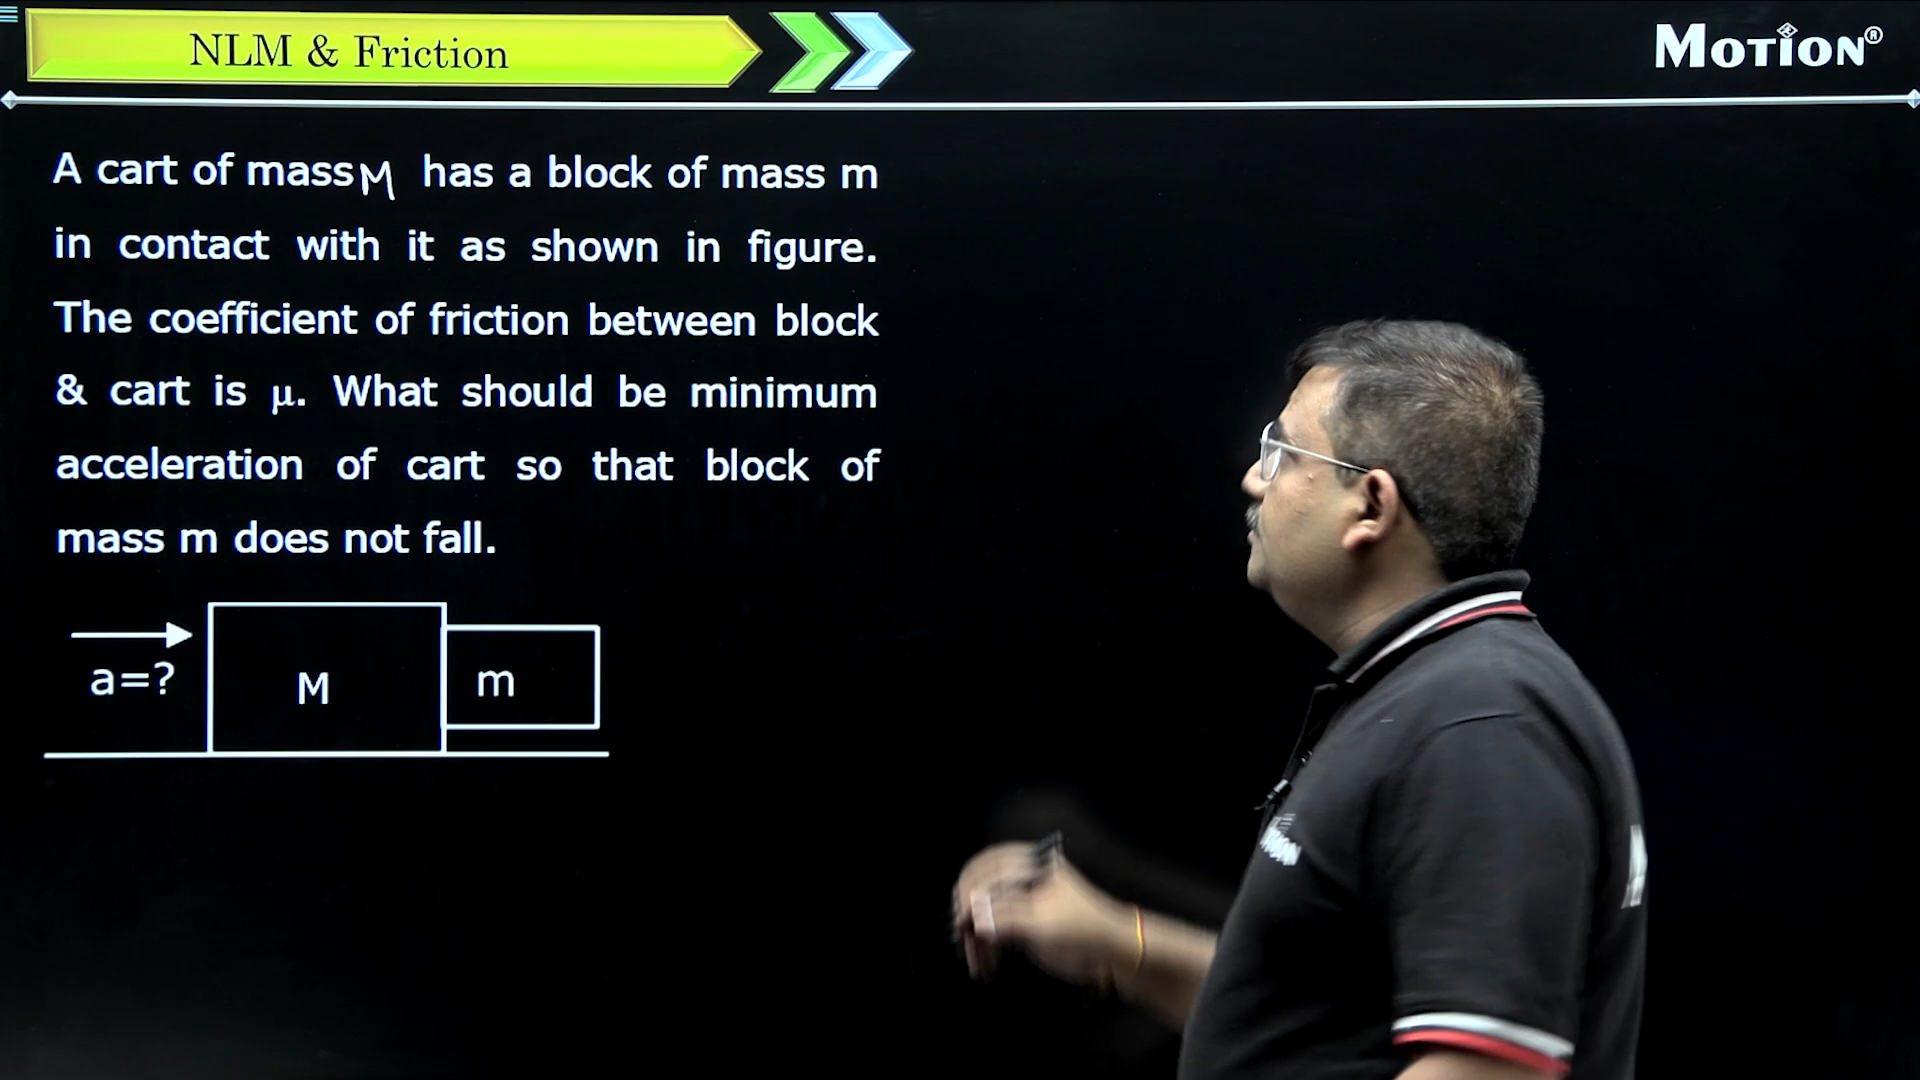 NLM & Friction
MOTION®
A cart of mass M has a block of mass m
in contact with it as shown in figure.
The coefficient of friction between block
& cart is μ. What should be minimum
acceleration of cart so that block of
mass m does not fall.
a=?
M
m